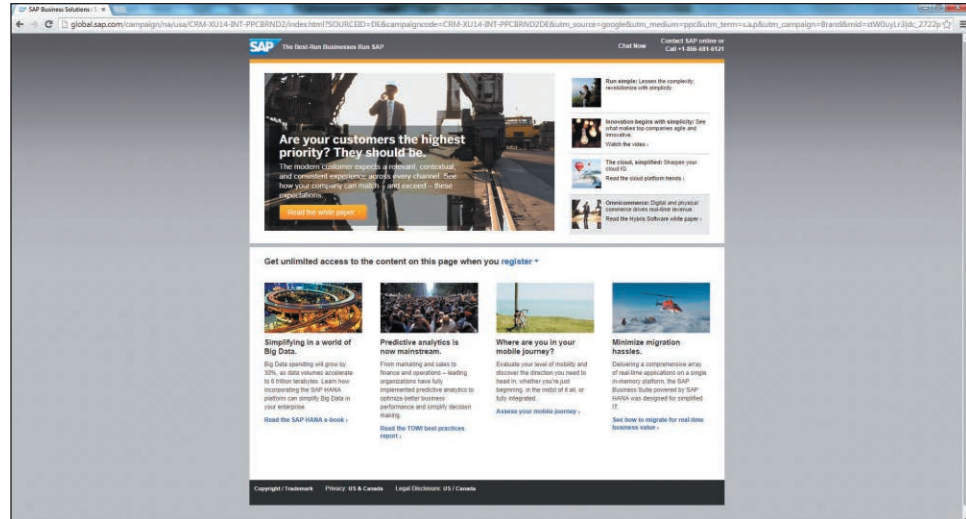 SAP Business Solutions : S
global.sap.com/campaign/na/usa/CRM-XU14-INT-PPCBRND2/index.html?SOURCEID=DE&campaigncode=CRM-XU14-INT-PPCBRND2DE&utm_source=google&utm_medium=ppc&utm_term=s.a.p&utm_campaign=Brand&mid=stW0uyLr3|dc_2722p
SAP The Best-Run Businesses Run SAP
Chat Now
Contact SAP online or
Call +1-866-681-6121
Are your customers the highest
priority? They should be.
The modern customer expects a relevant, contextual,
and consistent experience across every channel. See
how your company can match – and exceed – these
expectations.
Read the white paper ›
Run simple: Lessen the complexity;
revolutionize with simplicity.
Innovation begins with simplicity: See
what makes top companies agile and
innovative.
Watch the video ›
The cloud, simplified: Sharpen your
cloud IQ.
Read the cloud platform trends ›
Omnicommerce: Digital and physical
commerce drives real-time revenue.
Read the Hybris Software white paper ›
Get unlimited access to the content on this page when you register
Simplifying in a world of
Big Data.
Big Data spending will grow by
30%, as data volumes accelerate
to 6 trillion terabytes. Learn how
incorporating the SAP HANA
platform can simplify Big Data in
your enterprise.
Read the SAP HANA e-book ›
Predictive analytics is
now mainstream.
From marketing and sales to
finance and operations – leading
organizations have fully
implemented predictive analytics to
optimize better business
performance and simplify decision
making.
Read the TDWI best practices
report ›
Where are you in your
mobile journey?
Evaluate your level of mobility and
discover the direction you need to
head in, whether you're just
beginning, in the midst of it all, or
fully integrated.
Assess your mobile journey ›
Minimize migration
hassles.
Delivering a comprehensive array
of real-time applications on a single
in-memory platform, the SAP
Business Suite powered by SAP
HANA was designed for simplified
IT.
See how to migrate for real-time
business value ›
Copyright / Trademark Privacy: US & Canada Legal Disclosure: US / Canada